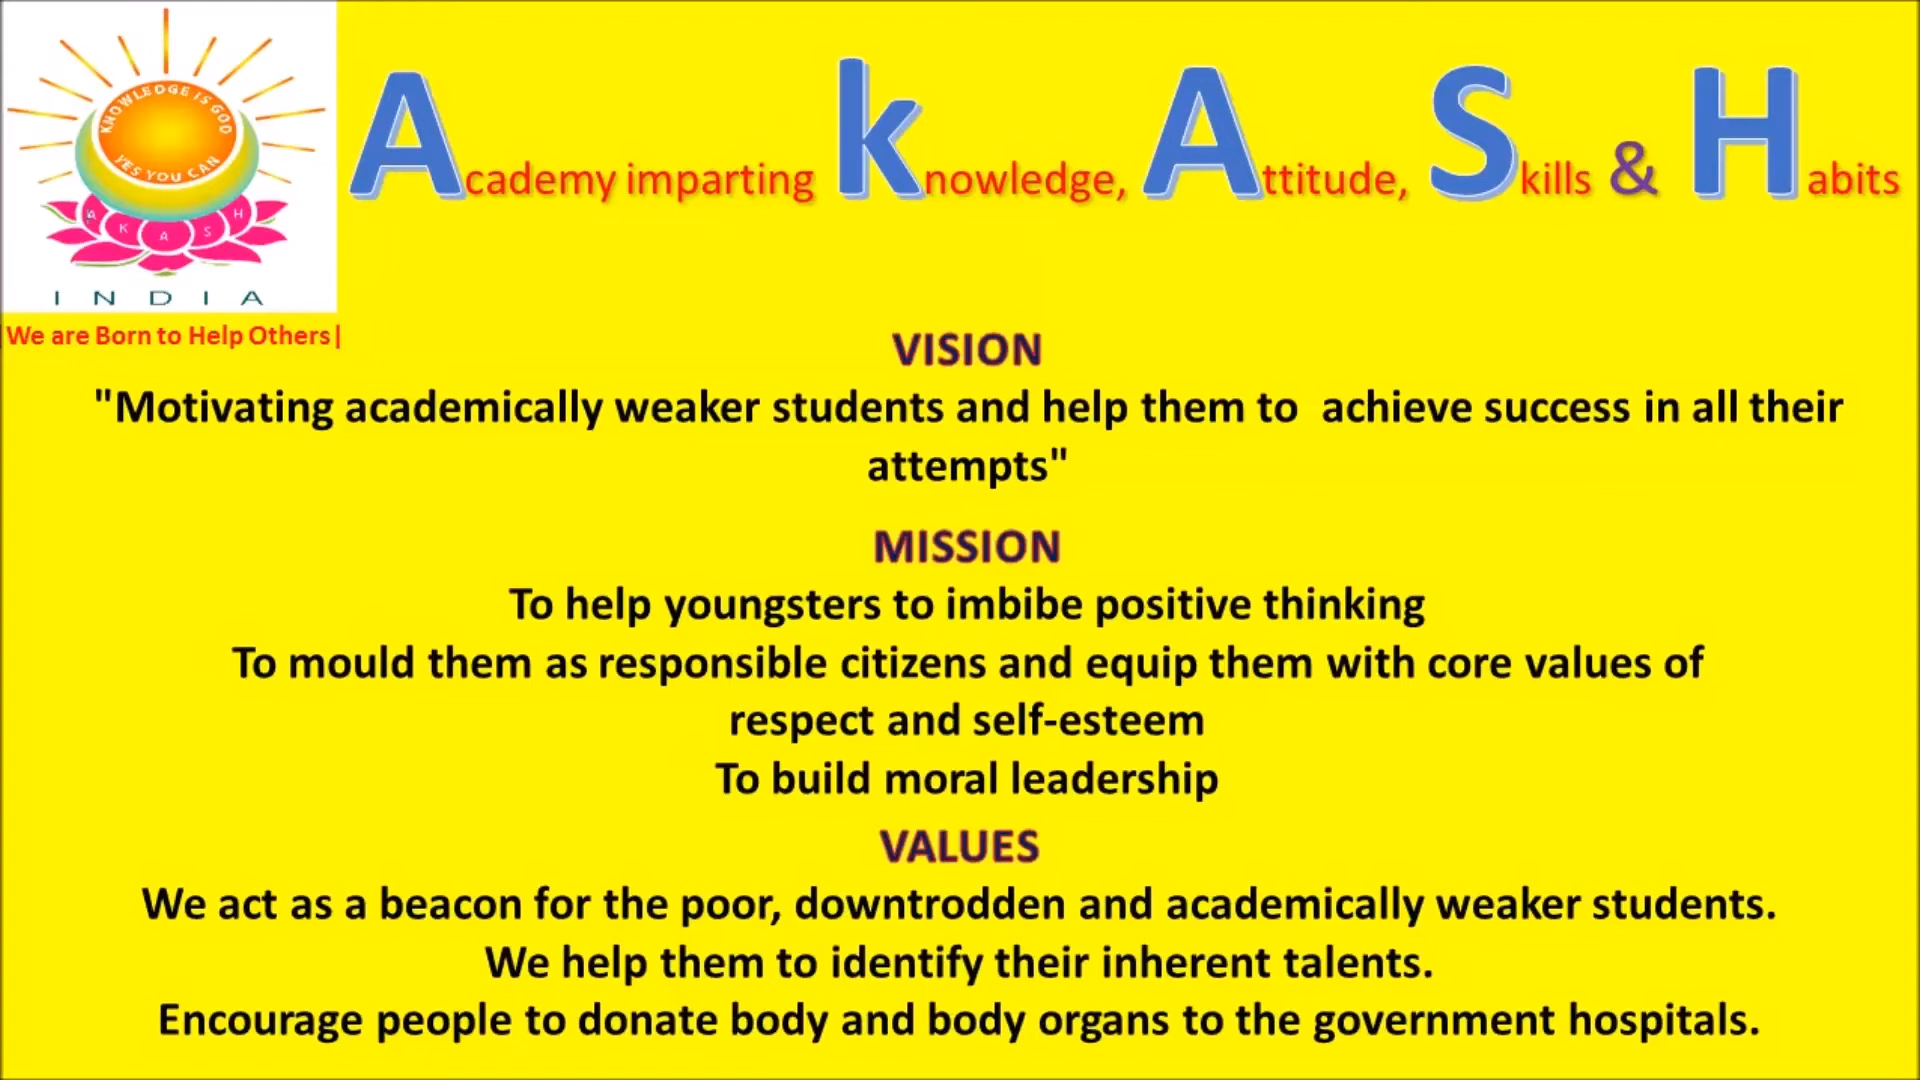 KNOWLEDGE IS GOD
YES YOU CAN
A K A S H
I N D I A
|We are Born to Help Others|
Academy imparting knowledge, Attitude, Skills & Habits
VISION
"Motivating academically weaker students and help them to achieve success in all their
attempts"
MISSION
To help youngsters to imbibe positive thinking
To mould them as responsible citizens and equip them with core values of
respect and self-esteem
To build moral leadership
VALUES
We act as a beacon for the poor, downtrodden and academically weaker students.
We help them to identify their inherent talents.
Encourage people to donate body and body organs to the government hospitals.